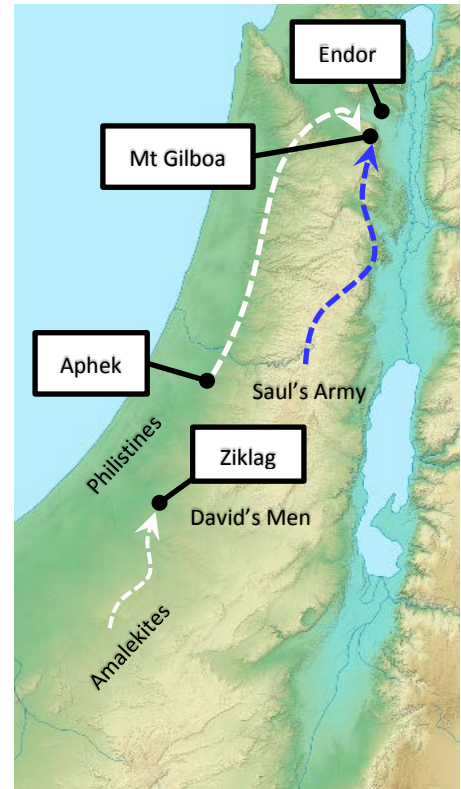 Endor
Mt Gilboa
Aphek
Saul’s Army
Philistines
Ziklag
David’s Men
Amalekites